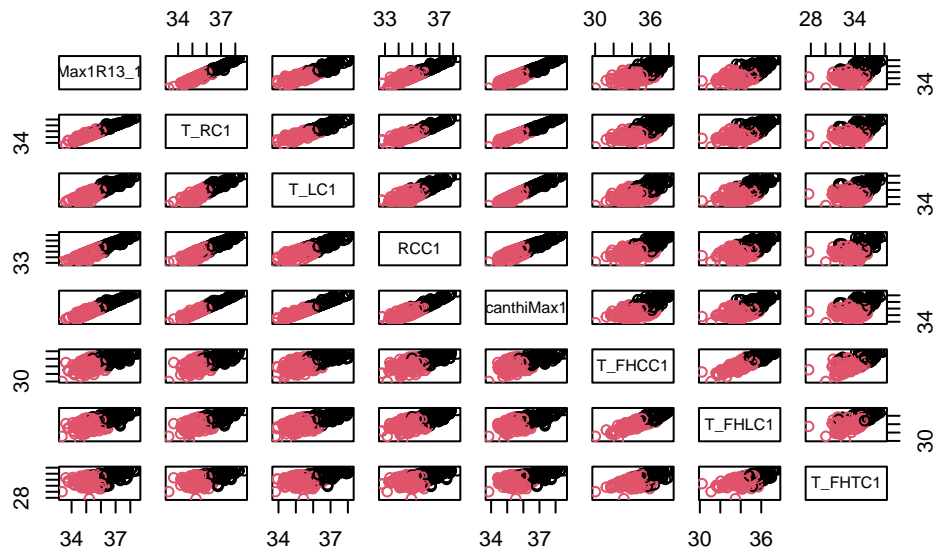 34 37 33 37 30 36 28 34
Max1R13_1 34
34 T_RC1
T_LC1 34
33 RCC1
canthiMax1 34
30 T_FHCC1
T_FHLC1 30
28 T_FHTC1
34 37 34 37 34 37 30 36